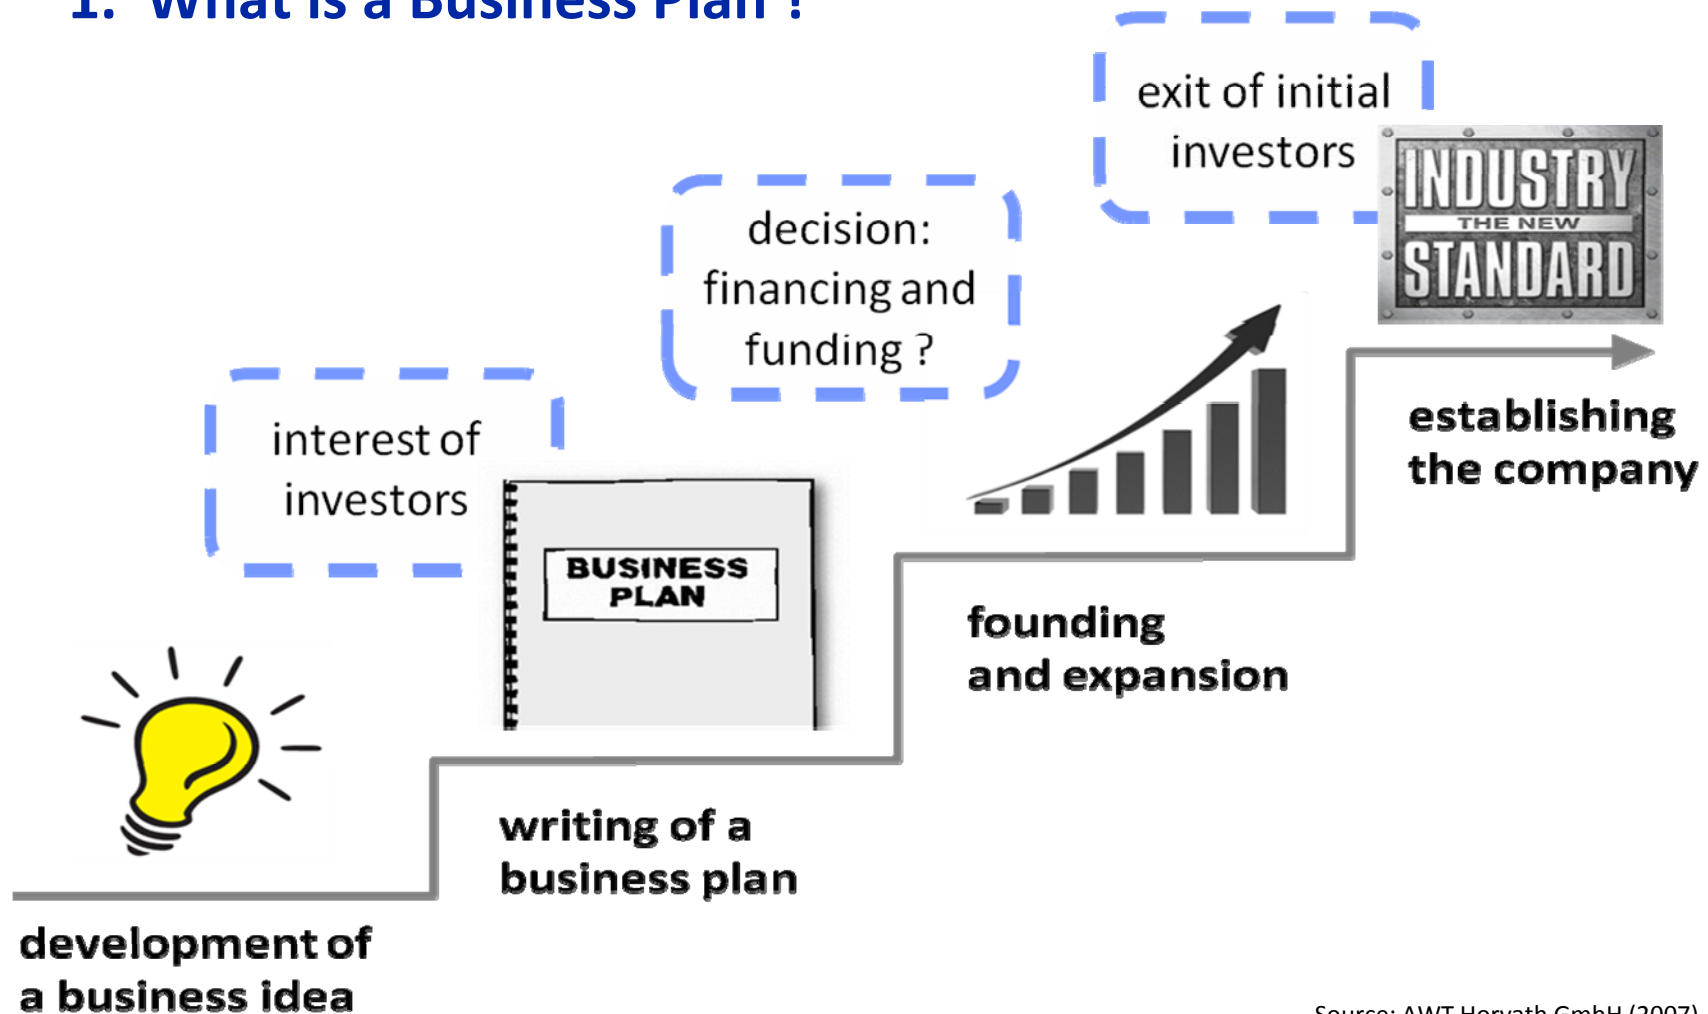 1. What is a Business Plan ?
exit of initial
investors
INDUSTRY
THE NEW
STANDARD
decision:
financing and
funding ?
establishing
the company
interest of
investors
BUSINESS
PLAN
founding
and expansion
writing of a
business plan
development of
a business idea
Source: AWT Horvath GmbH (2007)